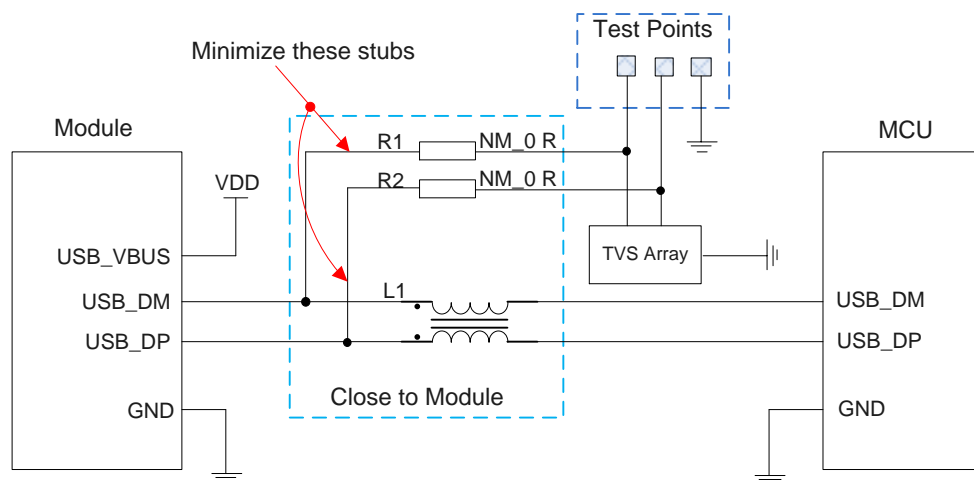 Test Points
Minimize these stubs
Module
MCU
R1
NM_0 R
R2
NM_0 R
VDD
TVS Array
USB_VBUS
L1
USB_DM
USB_DM
USB_DP
USB_DP
Close to Module
GND
GND